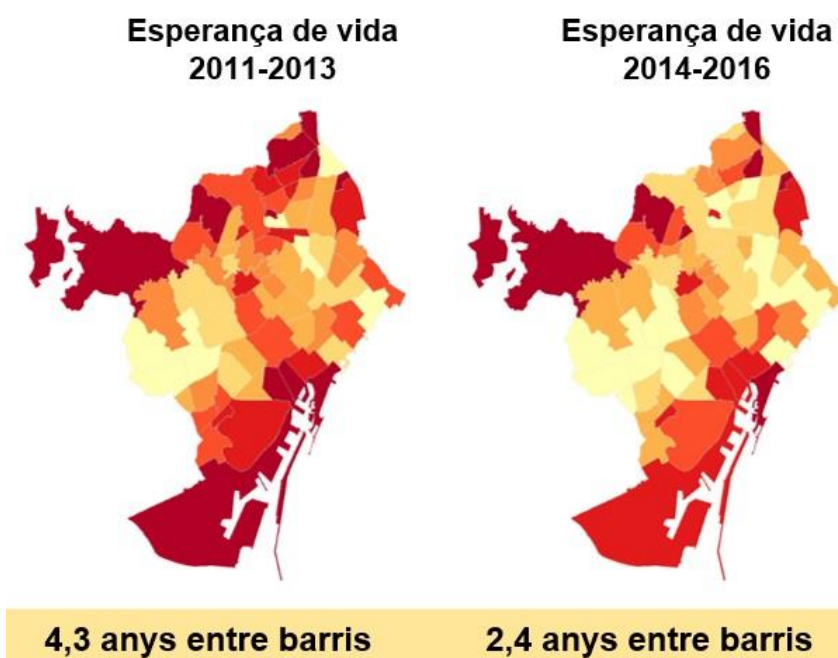 Esperança de vida
2011-2013
Esperança de vida
2014-2016
4,3 anys entre barris
2,4 anys entre barris